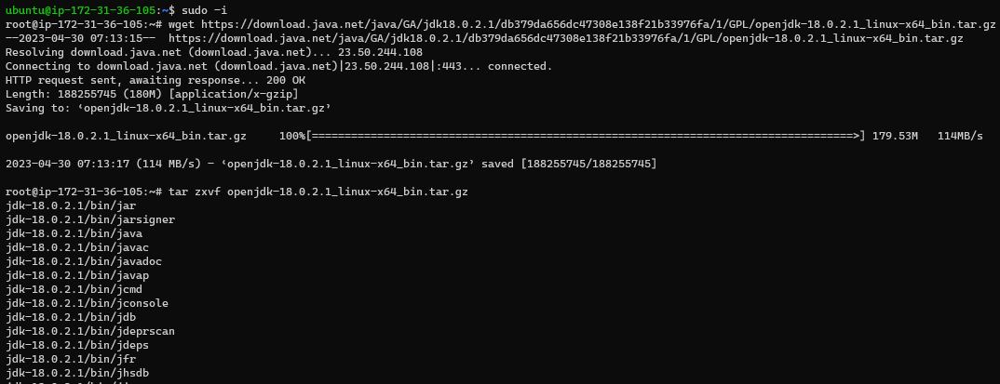 ubuntu@ip-172-31-36-105:~$ sudo -i
root@ip-172-31-36-105:~# wget https://download.java.net/java/GA/jdk18.0.2.1/db379da656dc47308e138f21b33976fa/1/GPL/openjdk-18.0.2.1_linux-x64_bin.tar.gz
--2023-04-30 07:13:15--  https://download.java.net/java/GA/jdk18.0.2.1/db379da656dc47308e138f21b33976fa/1/GPL/openjdk-18.0.2.1_linux-x64_bin.tar.gz
Resolving download.java.net (download.java.net)... 23.50.244.108
Connecting to download.java.net (download.java.net)|23.50.244.108|:443... connected.
HTTP request sent, awaiting response... 200 OK
Length: 188255745 (180M) [application/x-gzip]
Saving to: ‘openjdk-18.0.2.1_linux-x64_bin.tar.gz’
openjdk-18.0.2.1_linux-x64_bin.tar.gz     100%[===================================================================================>] 179.53M   114MB/s
2023-04-30 07:13:17 (114 MB/s) - ‘openjdk-18.0.2.1_linux-x64_bin.tar.gz’ saved [188255745/188255745]
root@ip-172-31-36-105:~# tar zxvf openjdk-18.0.2.1_linux-x64_bin.tar.gz
jdk-18.0.2.1/bin/jar
jdk-18.0.2.1/bin/jarsigner
jdk-18.0.2.1/bin/java
jdk-18.0.2.1/bin/javac
jdk-18.0.2.1/bin/javadoc
jdk-18.0.2.1/bin/javap
jdk-18.0.2.1/bin/jcmd
jdk-18.0.2.1/bin/jconsole
jdk-18.0.2.1/bin/jdb
jdk-18.0.2.1/bin/jdeprscan
jdk-18.0.2.1/bin/jdeps
jdk-18.0.2.1/bin/jfr
jdk-18.0.2.1/bin/jhsdb